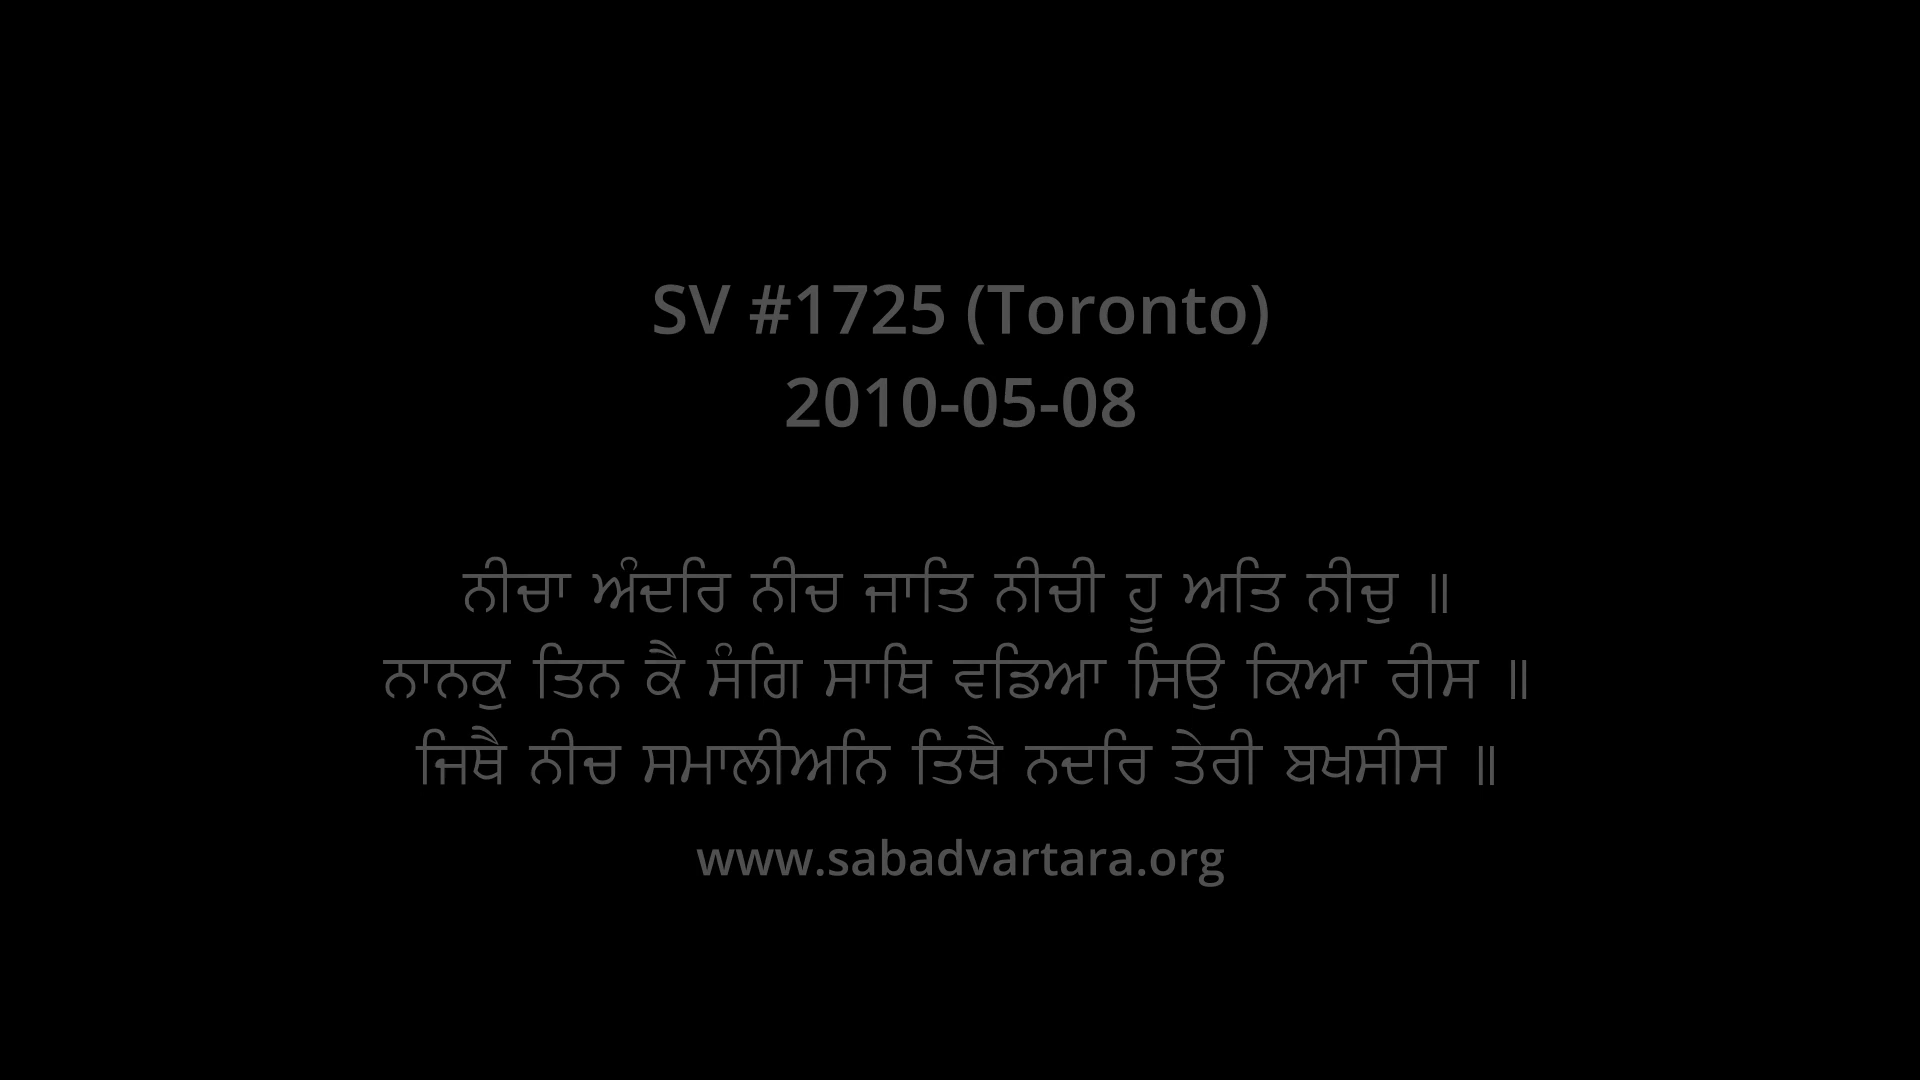 SV #1725 (Toronto)
2010-05-08
ਨੀਚਾ ਅੰਦਰਿ ਨੀਚ ਜਾਤਿ ਨੀਚੀ ਹੂ ਅਤਿ ਨੀਚੁ ॥
ਨਾਨਕੁ ਤਿਨ ਕੈ ਸੰਗਿ ਸਾਥਿ ਵਡਿਆ ਸਿਉ ਕਿਆ ਰੀਸ ॥
ਜਿਥੈ ਨੀਚ ਸਮਾਲੀਅਨਿ ਤਿਥੈ ਨਦਰਿ ਤੇਰੀ ਬਖਸੀਸ ॥
www.sabadvartara.org